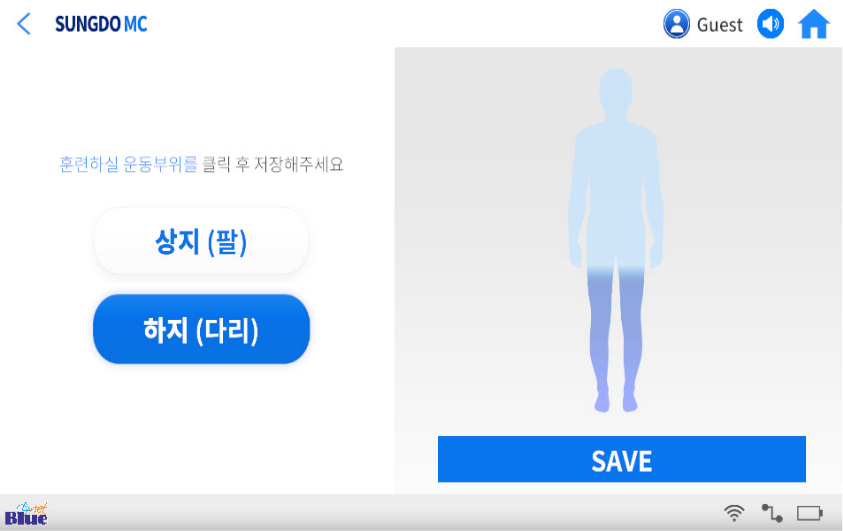 SUNGDO MC
Guest
훈련하실 운동부위를 클릭 후 저장해주세요
상지 (팔)
하지 (다리)
SAVE
Planet
Blue